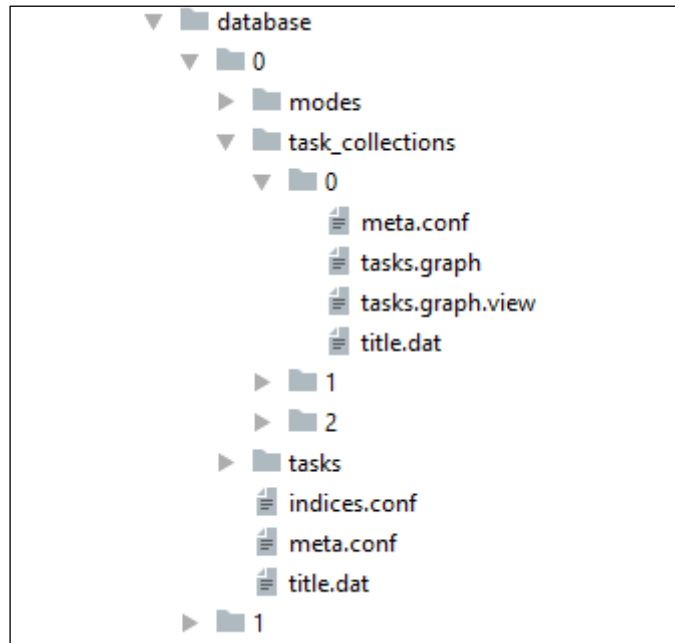 database
0
modes
task_collections
0
meta.conf
tasks.graph
tasks.graph.view
title.dat
1
2
tasks
indices.conf
meta.conf
title.dat
1